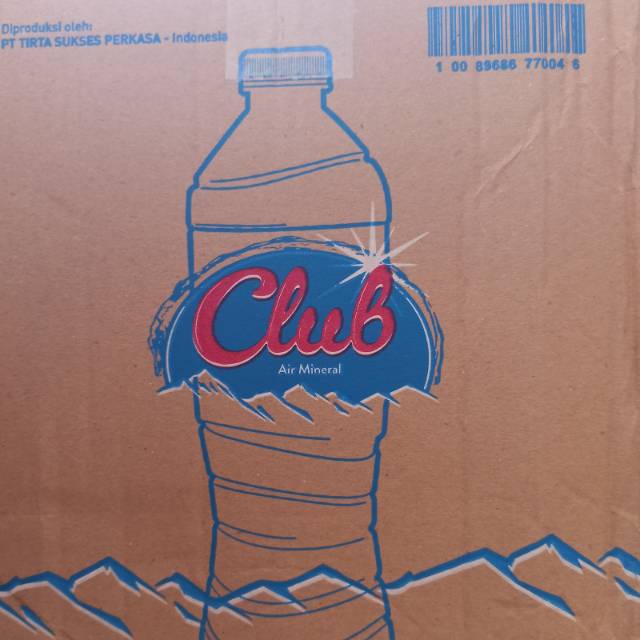 Diproduksi oleh:
PT TIRTA SUKSES PERKASA - Indonesia
1 00 89686 77004 6
Club
Air Mineral